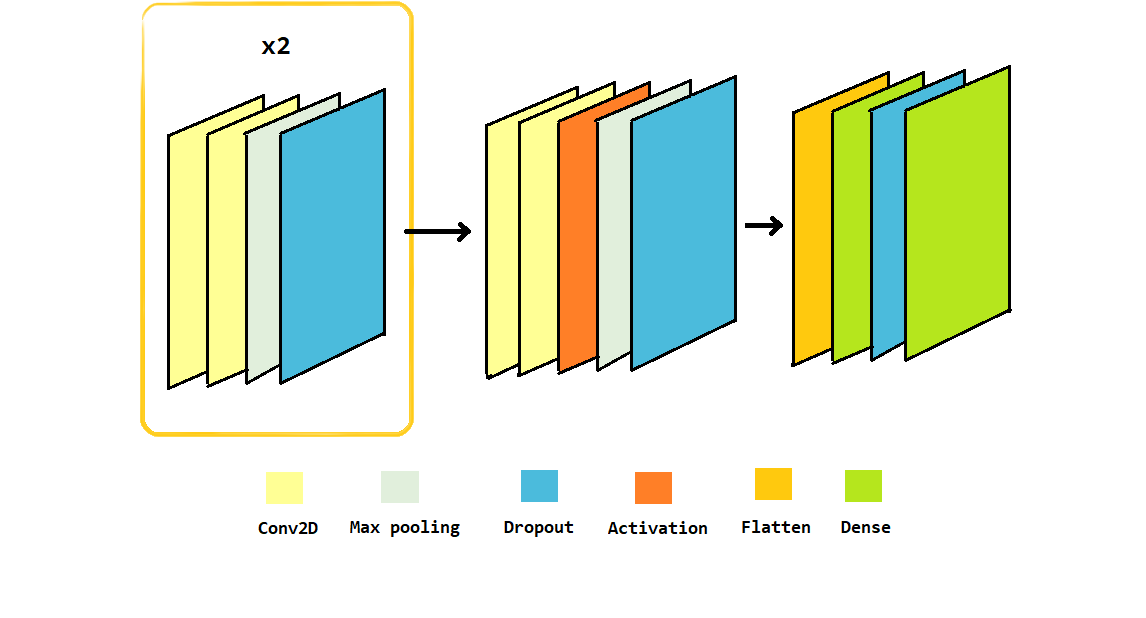 x2
Conv2D
Max pooling
Dropout
Activation
Flatten
Dense